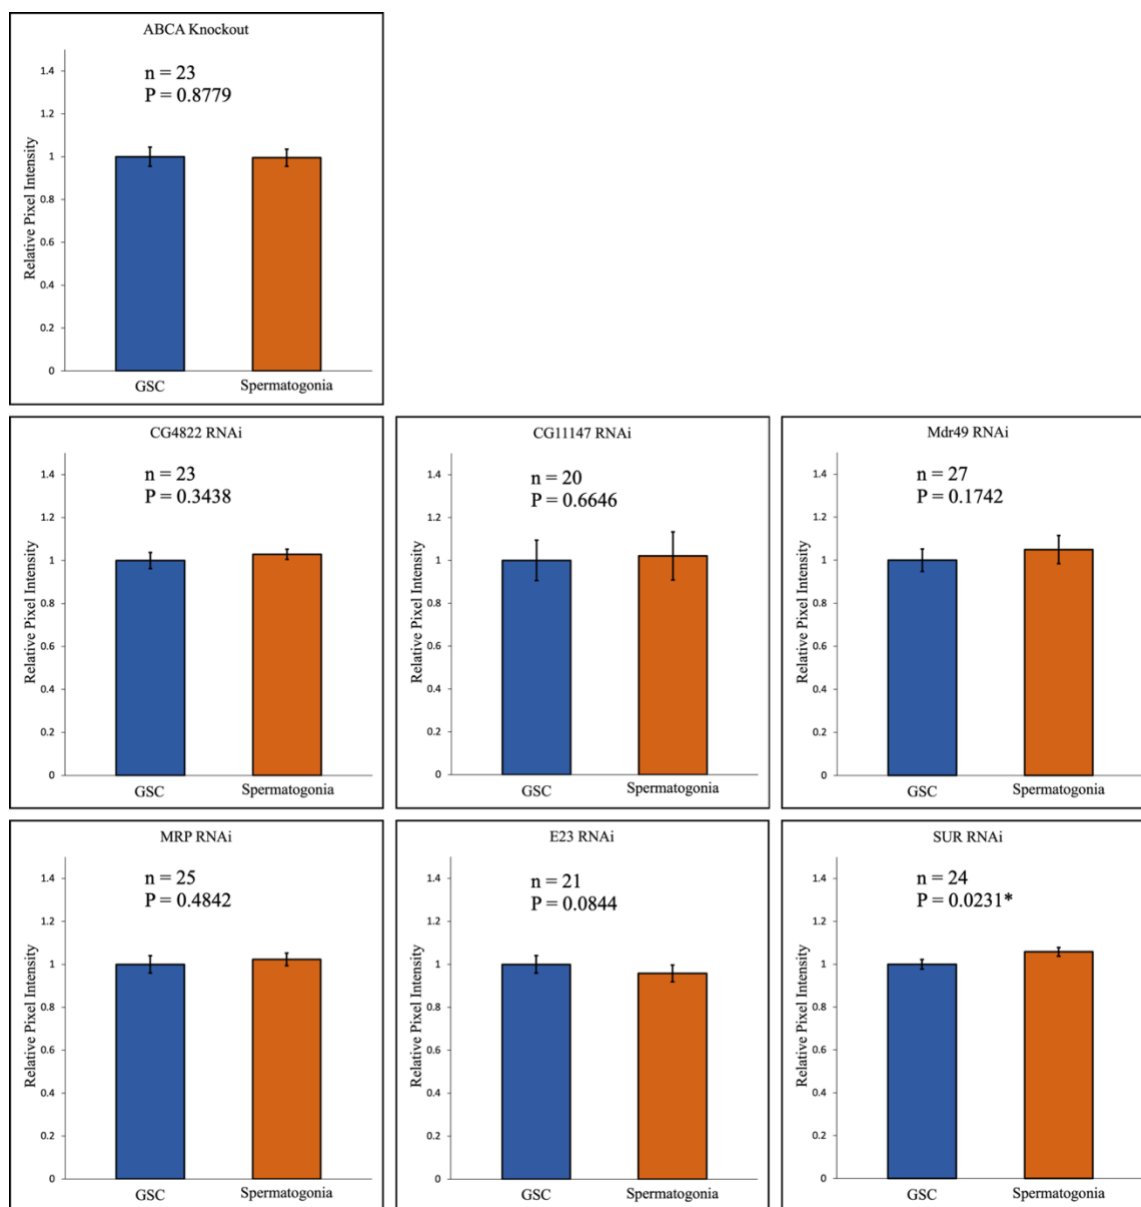 ABCA Knockout
n = 23
P = 0.8779
Relative Pixel Intensity
1.4
1.2
1
0.8
0.6
0.4
0.2
0
GSC
Spermatogonia
CG4822 RNAi
n = 23
P = 0.3438
Relative Pixel Intensity
1.4
1.2
1
0.8
0.6
0.4
0.2
0
GSC
Spermatogonia
CG11147 RNAi
n = 20
P = 0.6646
Relative Pixel Intensity
1.4
1.2
1
0.8
0.6
0.4
0.2
0
GSC
Spermatogonia
Mdr49 RNAi
n = 27
P = 0.1742
Relative Pixel Intensity
1.4
1.2
1
0.8
0.6
0.4
0.2
0
GSC
Spermatogonia
MRP RNAi
n = 25
P = 0.4842
Relative Pixel Intensity
1.4
1.2
1
0.8
0.6
0.4
0.2
0
GSC
Spermatogonia
E23 RNAi
n = 21
P = 0.0844
Relative Pixel Intensity
1.4
1.2
1
0.8
0.6
0.4
0.2
0
GSC
Spermatogonia
SUR RNAi
n = 24
P = 0.0231*
Relative Pixel Intensity
1.4
1.2
1
0.8
0.6
0.4
0.2
0
GSC
Spermatogonia